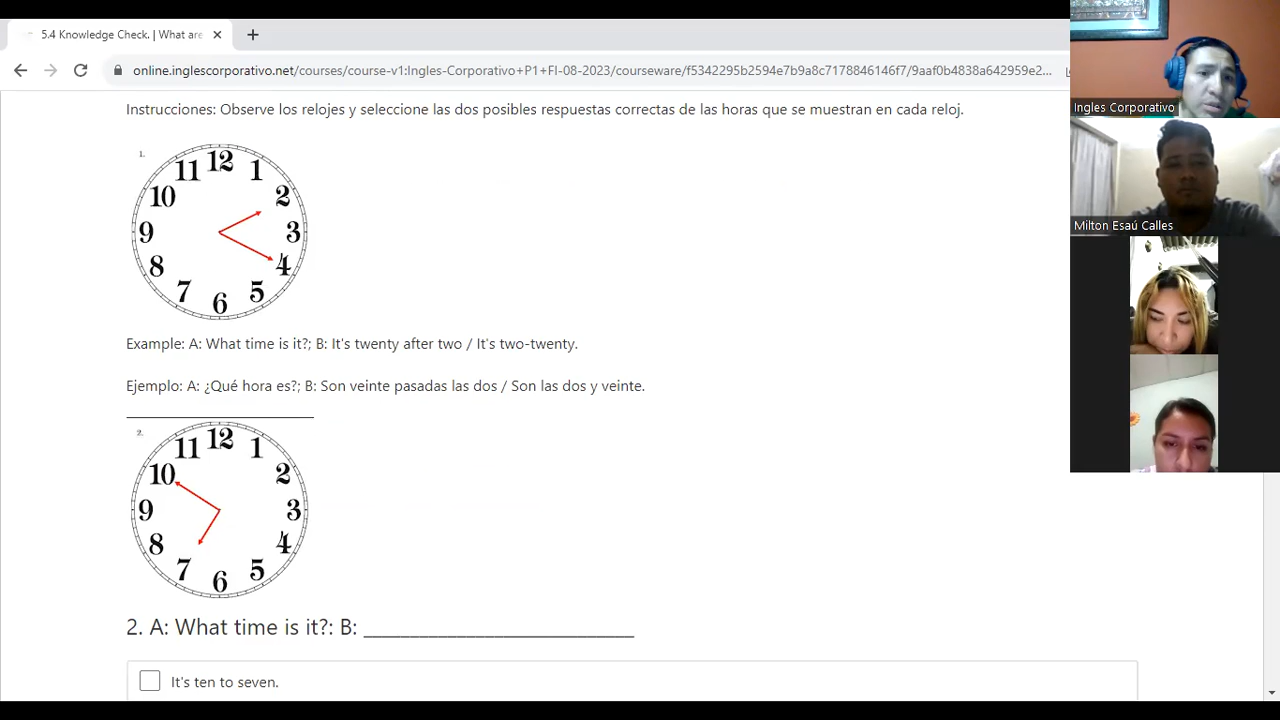 5.4 Knowledge Check. | What are
online.inglescorporativo.net/courses/course-v1:Ingles-Corporativo+P1+FI-08-2023/courseware/f5342295b2594e7b9a8c7178846146f7/9aaf0b4838a642959e2...
Instrucciones: Observe los relojes y seleccione las dos posibles respuestas correctas de las horas que se muestran en cada reloj.
1.
12
11 1
10 2
9 3
8 4
7 5
6
Example: A: What time is it?; B: It's twenty after two / It's two-twenty.
Ejemplo: A: ¿Qué hora es?; B: Son veinte pasadas las dos / Son las dos y veinte.
2.
12
11 1
10 2
9 3
8 4
7 5
6
2. A: What time is it?: B: ___________________________
It's ten to seven.
Ingles Corporativo
Milton Esaú Calles